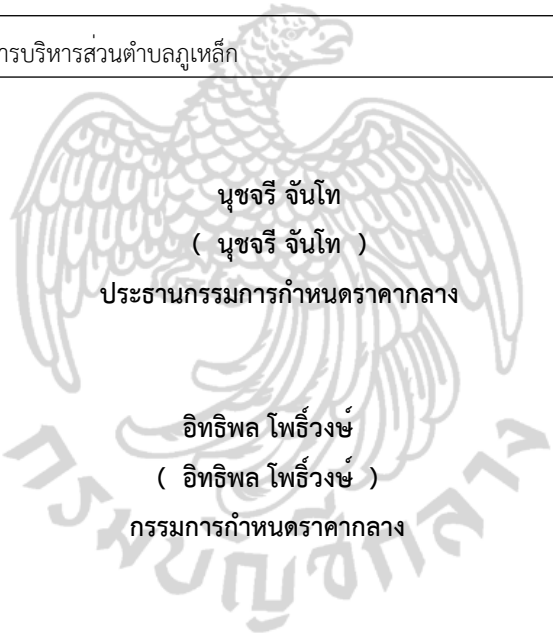 ารบริหารส่วนตำบลภูเหล็ก
นุชจรี จันโท
( นุชจรี จันโท )
ประธานกรรมการกำหนดราคากลาง
อิทธิพล โพธิ์วงษ์
( อิทธิพล โพธิ์วงษ์ )
กรรมการกำหนดราคากลาง
กรมบัญชีกลาง